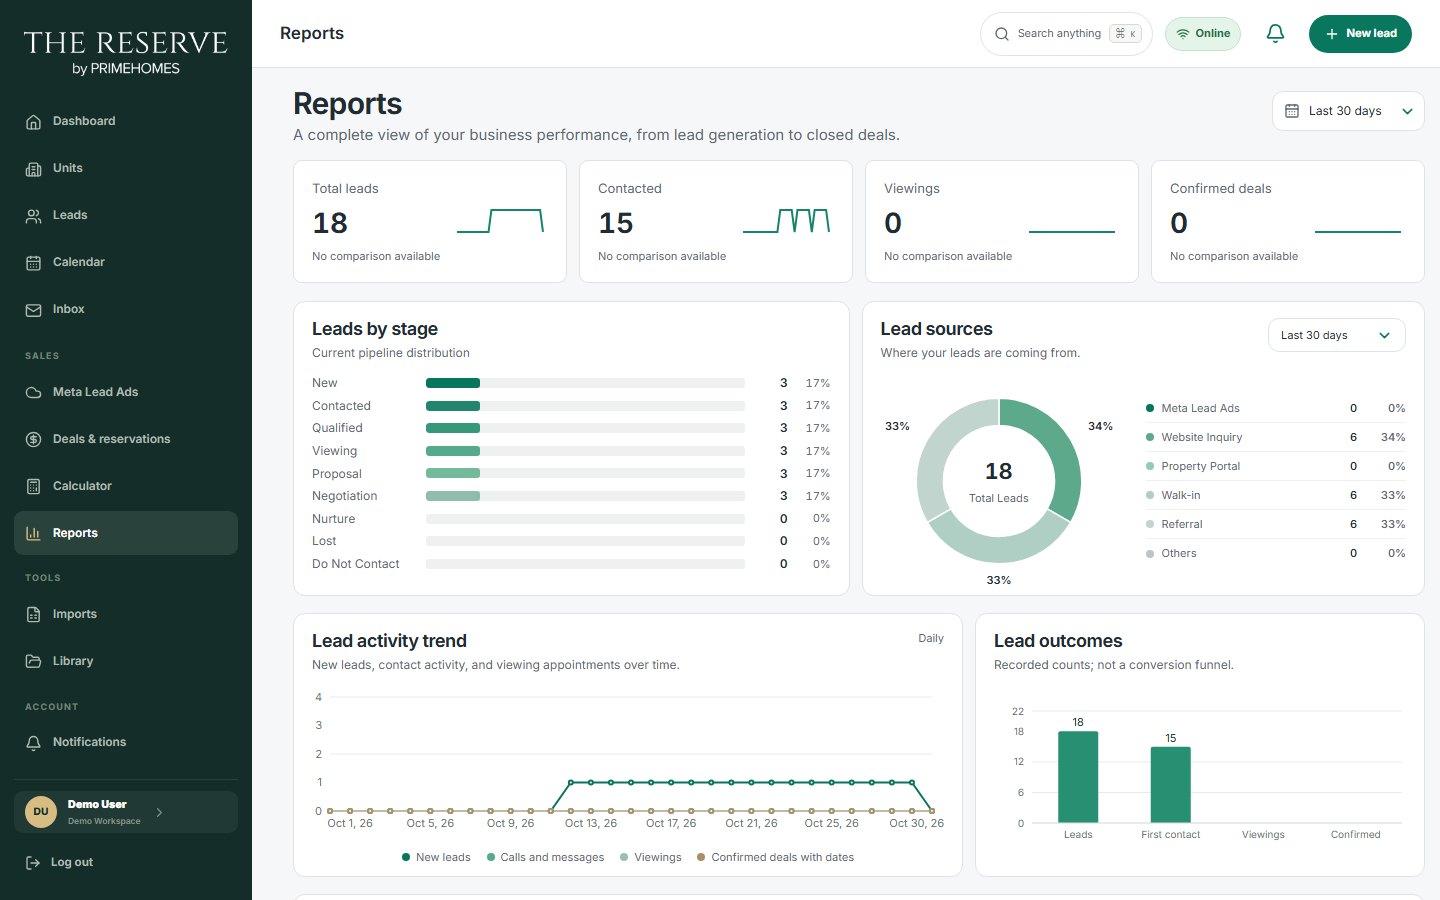 THE RESERVE
by PRIMEHOMES
Dashboard
Units
Leads
Calendar
Inbox
SALES
Meta Lead Ads
Deals & reservations
Calculator
Reports
TOOLS
Imports
Library
ACCOUNT
Notifications
DU
Demo User
Demo Workspace
Log out
Reports
Search anything
⌘ K
Online
New lead
Reports
A complete view of your business performance, from lead generation to closed deals.
Last 30 days
Total leads
18
No comparison available
Contacted
15
No comparison available
Viewings
0
No comparison available
Confirmed deals
0
No comparison available
Leads by stage
Current pipeline distribution
New 3 17%
Contacted 3 17%
Qualified 3 17%
Viewing 3 17%
Proposal 3 17%
Negotiation 3 17%
Nurture 0 0%
Lost 0 0%
Do Not Contact 0 0%
Lead sources
Where your leads are coming from.
Last 30 days
33%
34%
18
Total Leads
33%
Meta Lead Ads 0 0%
Website Inquiry 6 34%
Property Portal 0 0%
Walk-in 6 33%
Referral 6 33%
Others 0 0%
Lead activity trend
Daily
New leads, contact activity, and viewing appointments over time.
4
3
2
1
0
Oct 1, 26 Oct 5, 26 Oct 9, 26 Oct 13, 26 Oct 17, 26 Oct 21, 26 Oct 25, 26 Oct 30, 26
New leads Calls and messages Viewings Confirmed deals with dates
Lead outcomes
Recorded counts; not a conversion funnel.
22
18
12
6
0
18
15
Leads First contact Viewings Confirmed